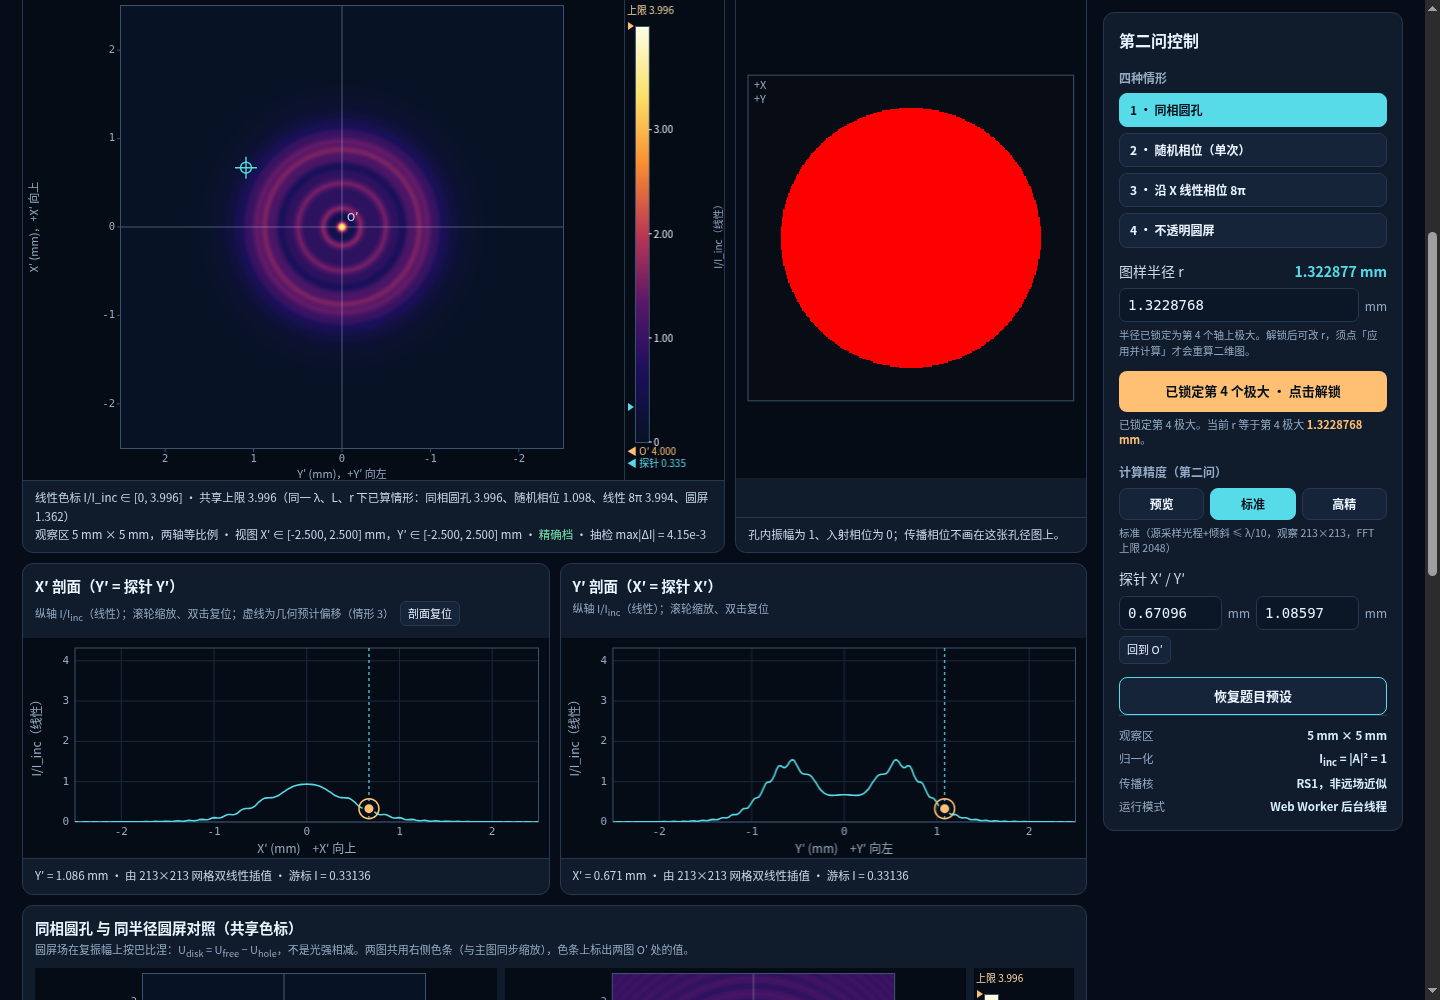 上限 3.996
2
1
0
-1
-2
X′ (mm)，+X′ 向上
O′
2
1
0
-1
-2
Y′ (mm)，+Y′ 向左
3.00
2.00
1.00
0
O′ 4.000
探针 0.335
I/I_inc（线性）
线性色标 I/I_inc ∈ [0, 3.996] · 共享上限 3.996（同一 λ、L、r 下已算情形：同相圆孔 3.996、随机相位 1.098、线性 8π 3.994、圆屏
1.362）
观察区 5 mm × 5 mm，两轴等比例 · 视图 X′ ∈ [-2.500, 2.500] mm，Y′ ∈ [-2.500, 2.500] mm · 精确档 · 抽检 max|ΔI| = 4.15e-3
+X
+Y
孔内振幅为 1、入射相位为 0；传播相位不画在这张孔径图上。
X′ 剖面（Y′ = 探针 Y′）
纵轴 I/Iinc（线性）；滚轮缩放、双击复位；虚线为几何预计偏移（情形 3）
剖面复位
4
3
2
1
0
I/I_inc（线性）
-2
-1
0
1
2
X′ (mm) +X′ 向上
Y′ = 1.086 mm · 由 213×213 网格双线性插值 · 游标 I = 0.33136
Y′ 剖面（X′ = 探针 X′）
纵轴 I/Iinc（线性）；滚轮缩放、双击复位
4
3
2
1
0
I/I_inc（线性）
-2
-1
0
1
2
Y′ (mm) +Y′ 向左
X′ = 0.671 mm · 由 213×213 网格双线性插值 · 游标 I = 0.33136
同相圆孔 与 同半径圆屏对照（共享色标）
圆屏场在复振幅上按巴比涅：Udisk = Ufree − Uhole，不是光强相减。两图共用右侧色条（与主图同步缩放），色条上标出两图 O′ 处的值。
上限 3.996
第二问控制
四种情形
1 · 同相圆孔
2 · 随机相位（单次）
3 · 沿 X 线性相位 8π
4 · 不透明圆屏
图样半径 r
1.322877 mm
1.3228768
mm
半径已锁定为第 4 个轴上极大。解锁后可改 r，须点「应
用并计算」才会重算二维图。
已锁定第 4 个极大 · 点击解锁
已锁定第 4 极大。当前 r 等于第 4 极大 1.3228768
mm。
计算精度（第二问）
预览
标准
高精
标准（源采样光程+倾斜 ≤ λ/10，观察 213×213，FFT
上限 2048）
探针 X′ / Y′
0.67096
mm
1.08597
mm
回到 O′
恢复题目预设
观察区
5 mm × 5 mm
归一化
Iinc = |A|² = 1
传播核
RS1，非远场近似
运行模式
Web Worker 后台线程